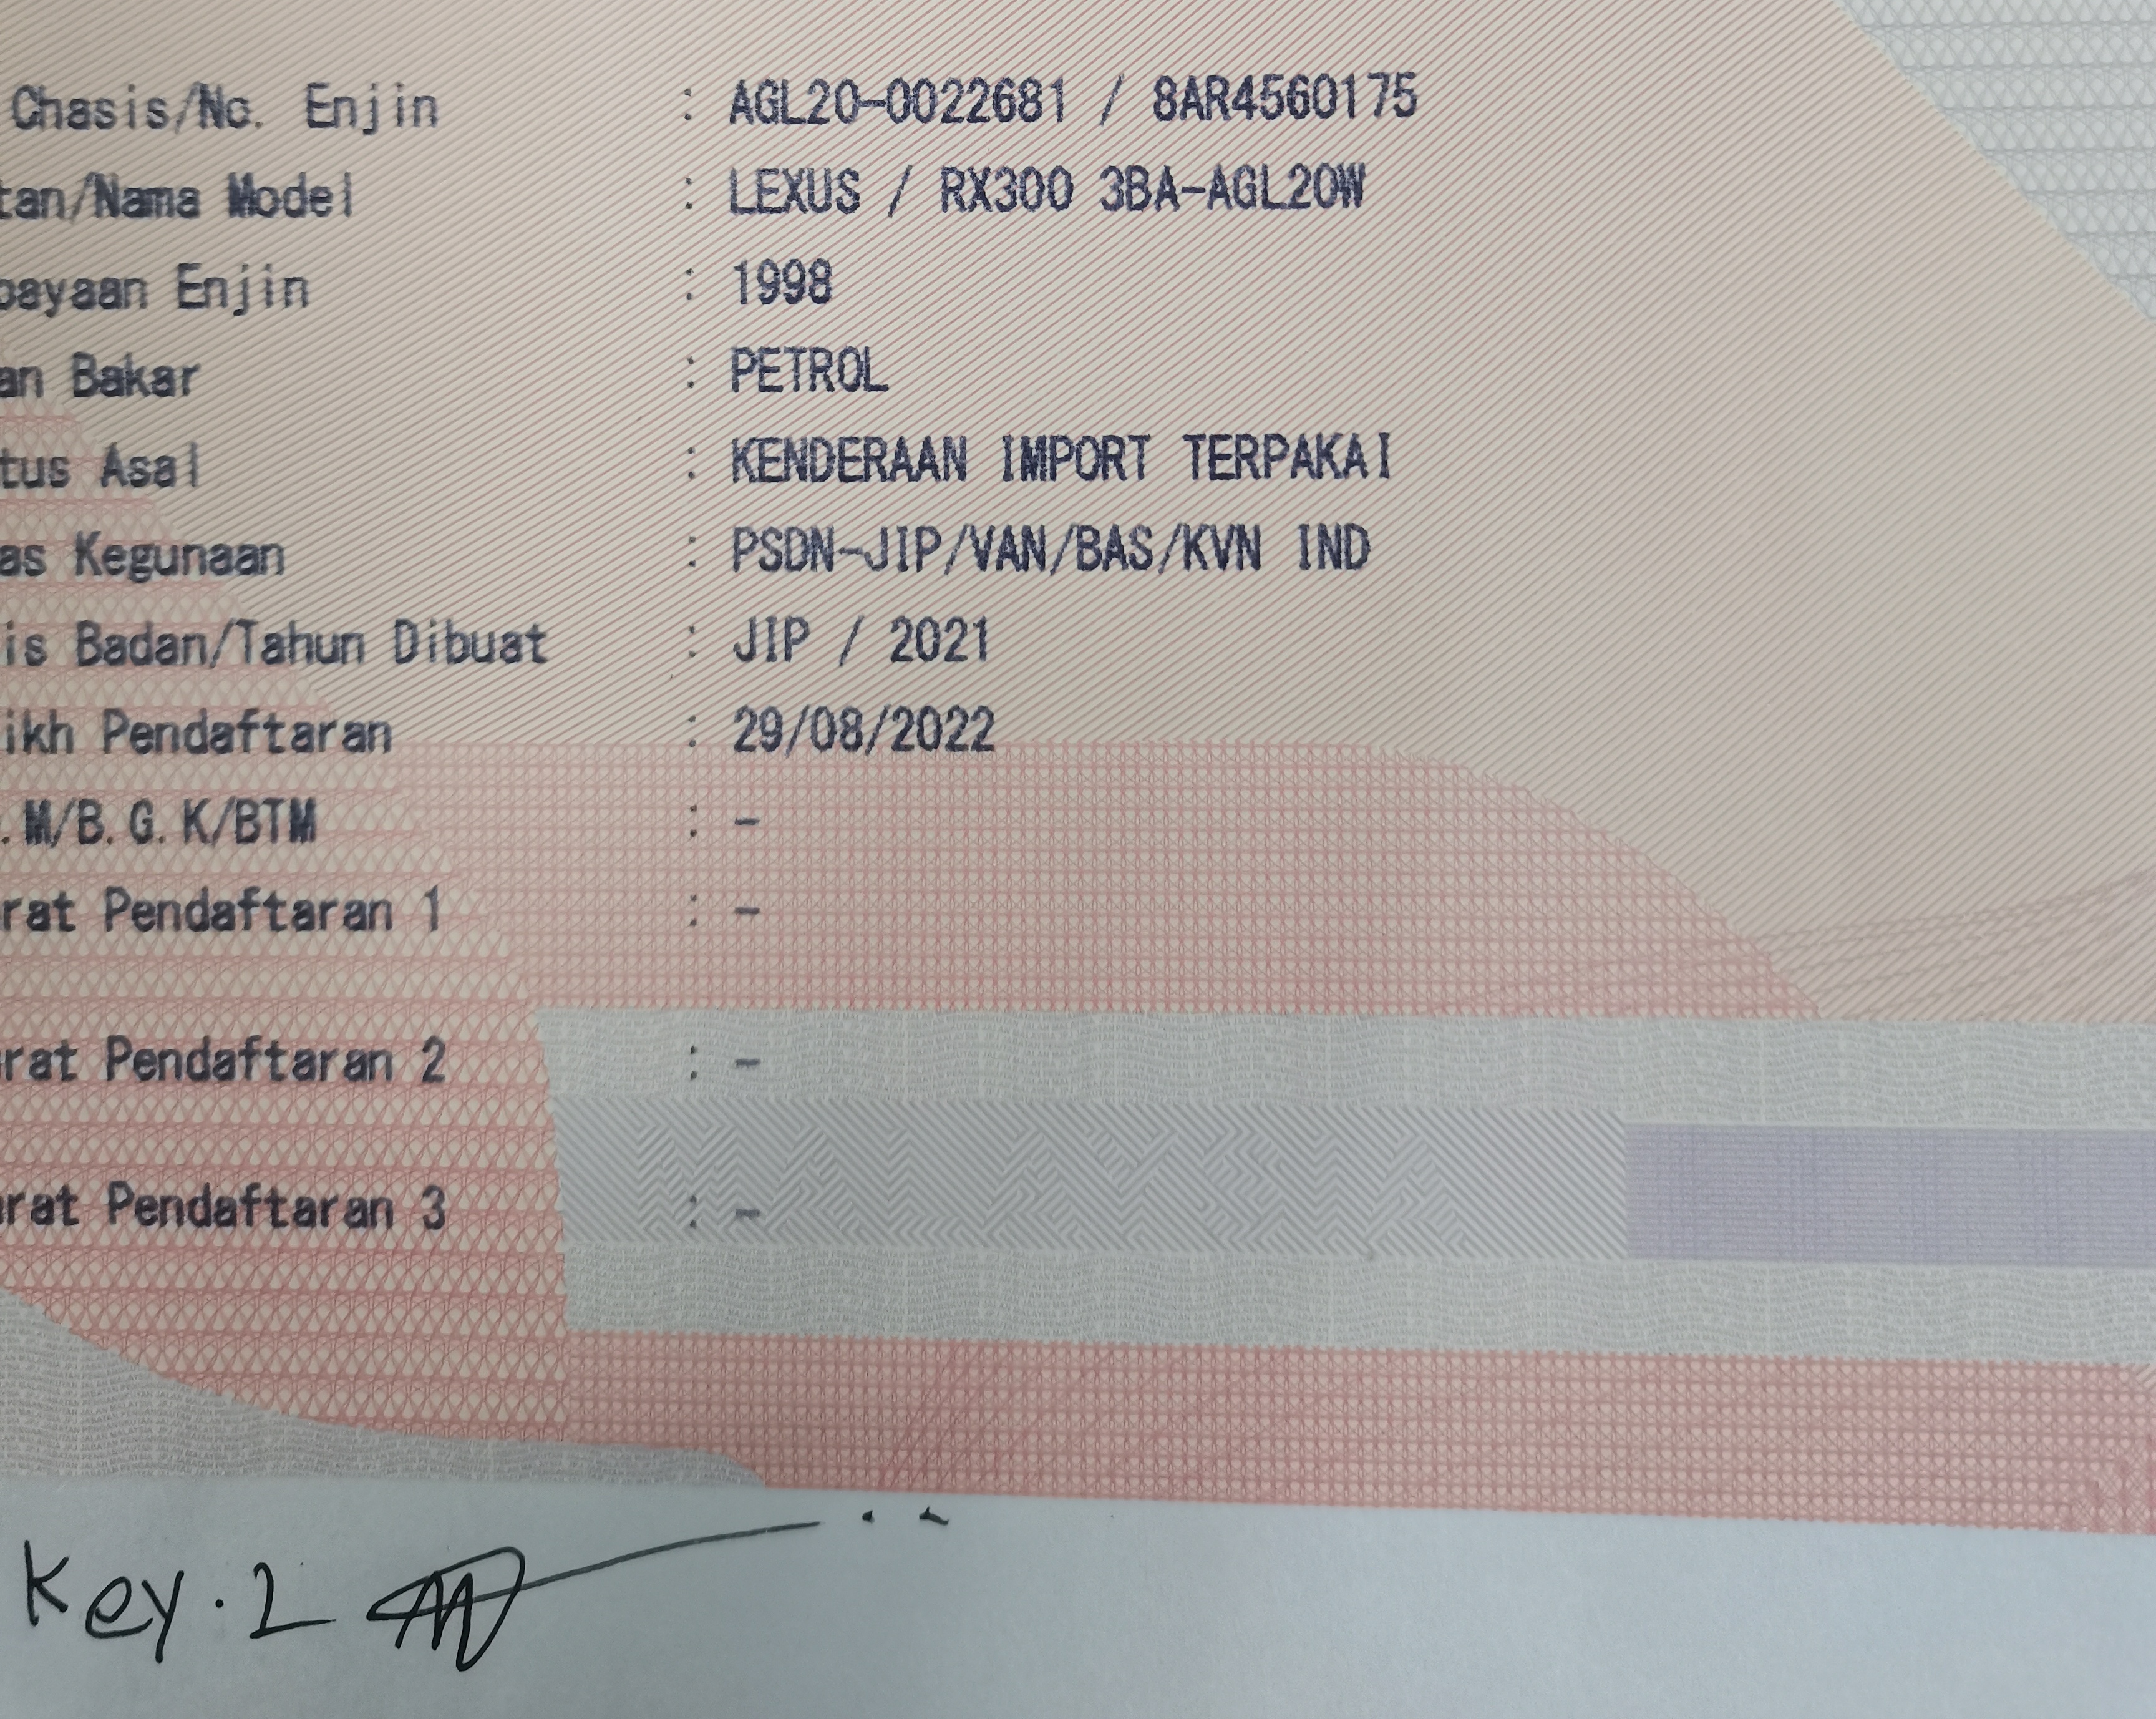 Chasis/No. Enjin : AGL20-0022681 / 8AR4560175
tan/Nama Model : LEXUS / RX300 3BA-AGL20W
payaan Enjin : 1998
an Bakar : PETROL
tus Asal : KENDERAAN IMPORT TERPAKAI
as Kegunaan : PSDN-JIP/VAN/BAS/KVN IND
is Badan/Tahun Dibuat : JIP / 2021
ikh Pendaftaran : 29/08/2022
.M/B.G.K/BTM : -
rat Pendaftaran 1 : -
rat Pendaftaran 2 : -
arat Pendaftaran 3 : -
Key. 2